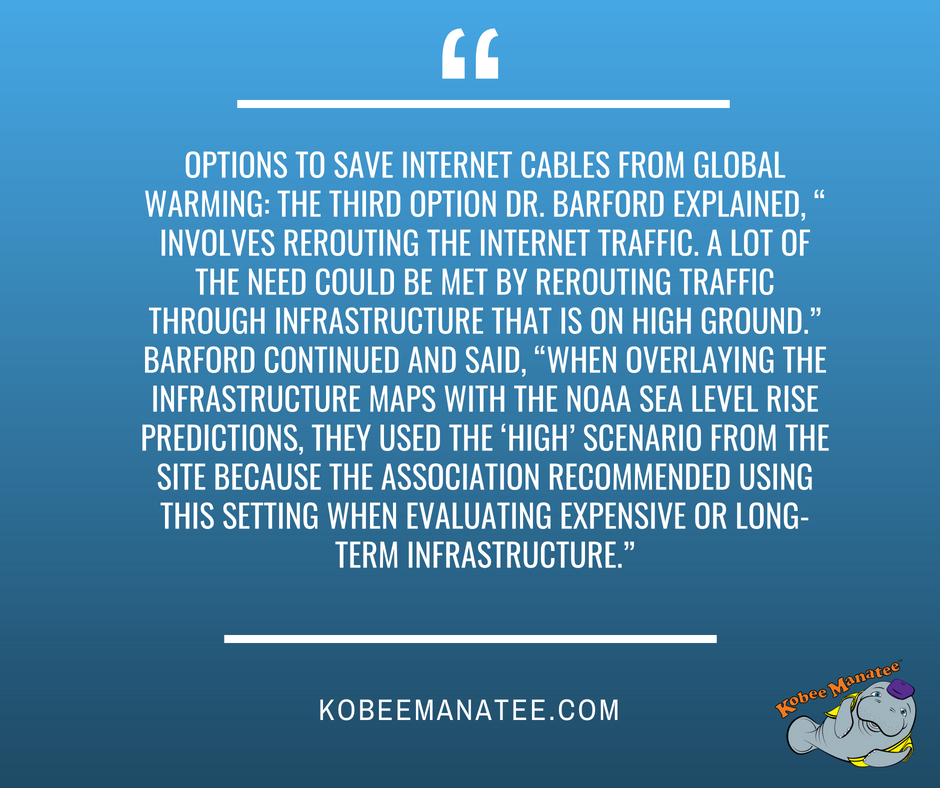 “
OPTIONS TO SAVE INTERNET CABLES FROM GLOBAL
WARMING: THE THIRD OPTION DR. BARFORD EXPLAINED, “
INVOLVES REROUTING THE INTERNET TRAFFIC. A LOT OF
THE NEED COULD BE MET BY REROUTING TRAFFIC
THROUGH INFRASTRUCTURE THAT IS ON HIGH GROUND.”
BARFORD CONTINUED AND SAID, “WHEN OVERLAYING THE
INFRASTRUCTURE MAPS WITH THE NOAA SEA LEVEL RISE
PREDICTIONS, THEY USED THE ‘HIGH’ SCENARIO FROM THE
SITE BECAUSE THE ASSOCIATION RECOMMENDED USING
THIS SETTING WHEN EVALUATING EXPENSIVE OR LONG-
TERM INFRASTRUCTURE.”
KOBEEMANATEE.COM
Kobee Manatee™